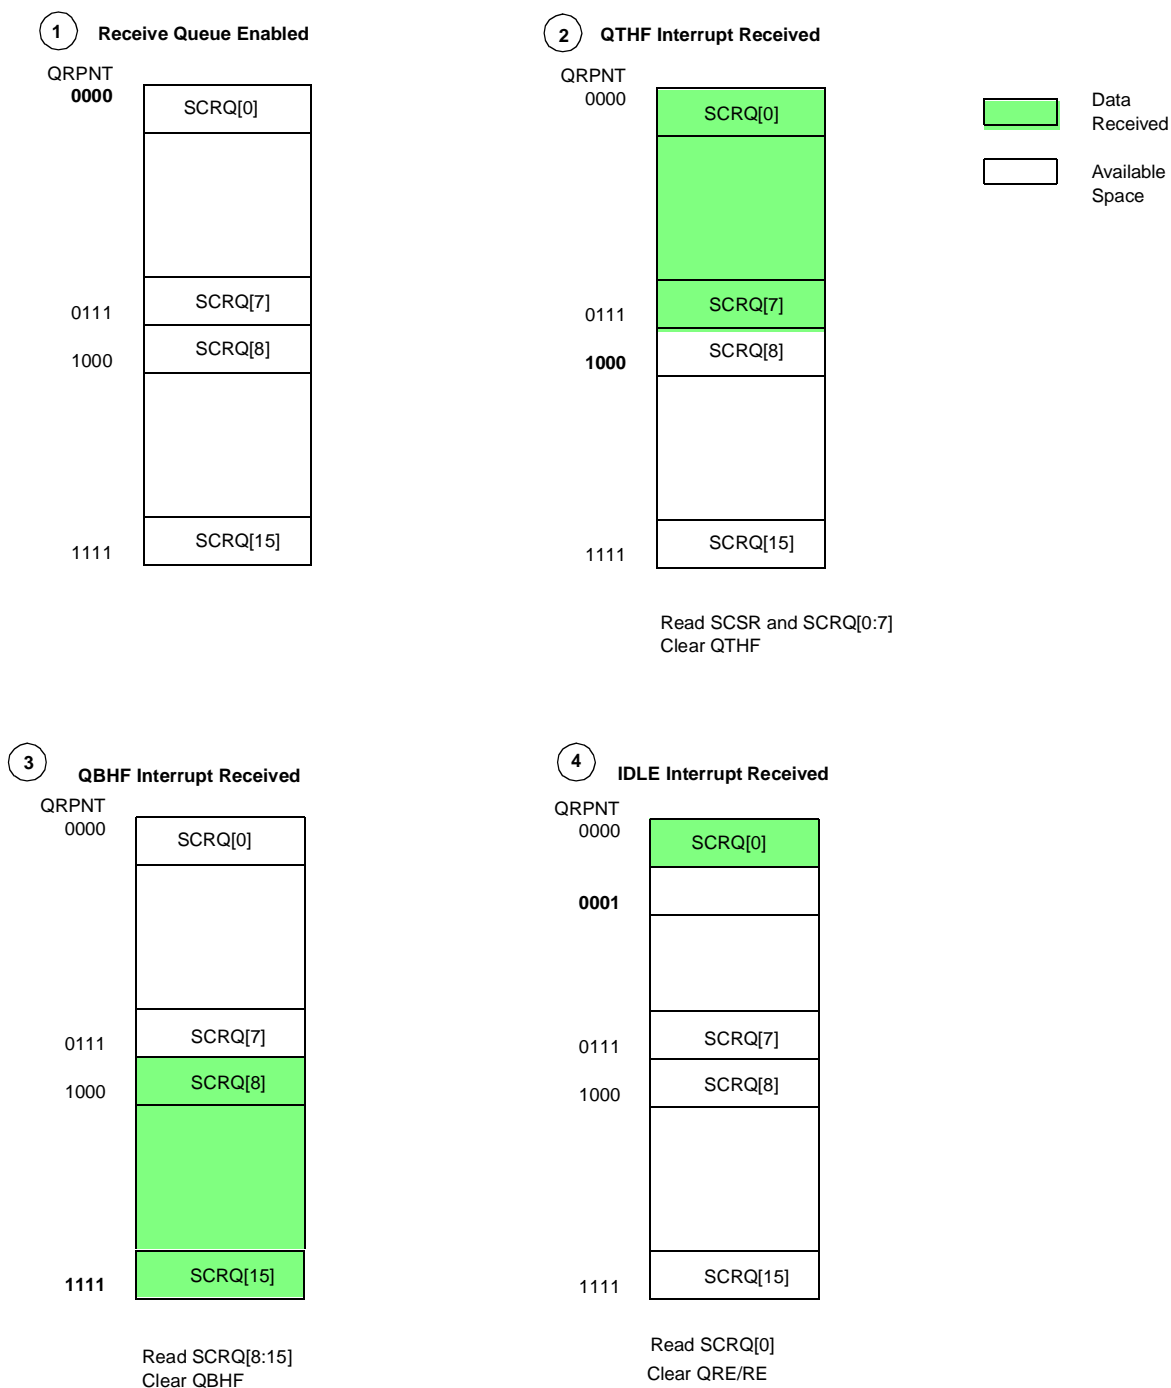 1 Receive Queue Enabled
QRPNT
0000
SCRQ[0]
0111
SCRQ[7]
1000
SCRQ[8]
1111
SCRQ[15]
2 QTHF Interrupt Received
QRPNT
0000
SCRQ[0]
0111
SCRQ[7]
1000
SCRQ[8]
1111
SCRQ[15]
Read SCSR and SCRQ[0:7]
Clear QTHF
Data
Received
Available
Space
3 QBHF Interrupt Received
QRPNT
0000
SCRQ[0]
0111
SCRQ[7]
1000
SCRQ[8]
1111
SCRQ[15]
Read SCRQ[8:15]
Clear QBHF
4 IDLE Interrupt Received
QRPNT
0000
SCRQ[0]
0001
0111
SCRQ[7]
1000
SCRQ[8]
1111
SCRQ[15]
Read SCRQ[0]
Clear QRE/RE